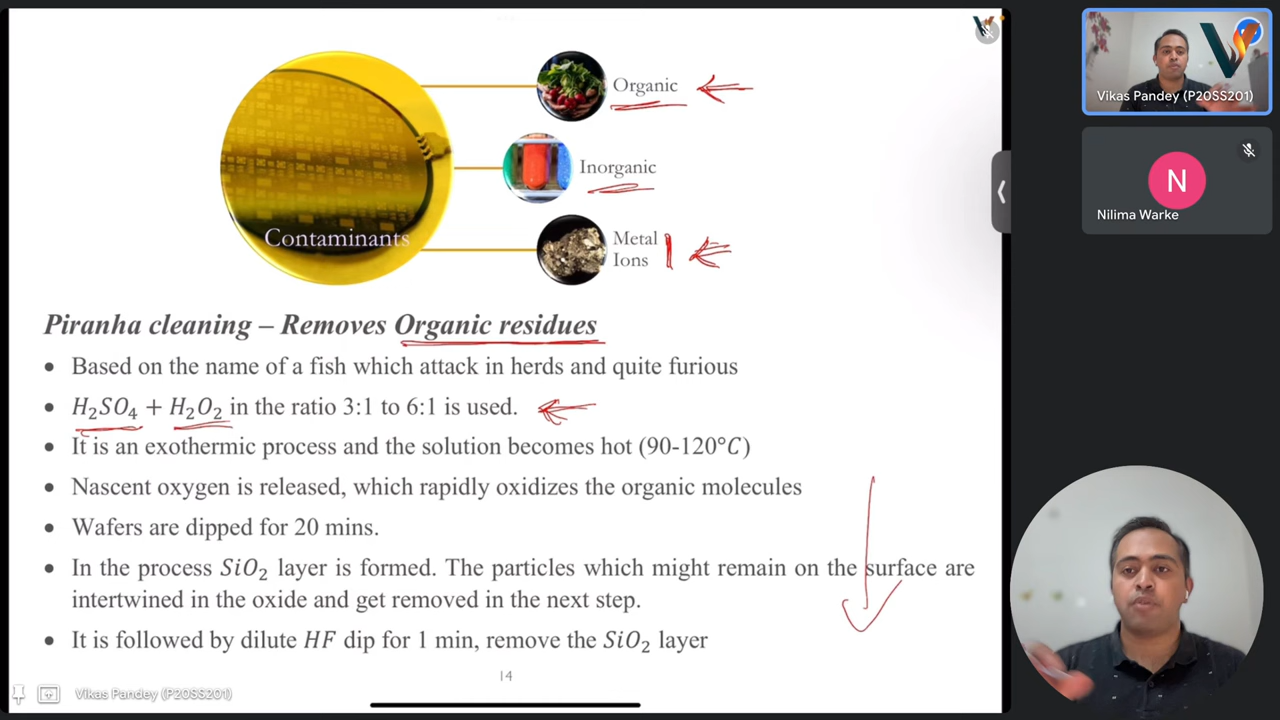 Organic
Inorganic
Contaminants
Metal
Ions
Piranha cleaning – Removes Organic residues
• Based on the name of a fish which attack in herds and quite furious
• H₂SO₄ + H₂O₂ in the ratio 3:1 to 6:1 is used.
• It is an exothermic process and the solution becomes hot (90-120°C)
• Nascent oxygen is released, which rapidly oxidizes the organic molecules
• Wafers are dipped for 20 mins.
• In the process SiO₂ layer is formed. The particles which might remain on the surface are
intertwined in the oxide and get removed in the next step.
• It is followed by dilute HF dip for 1 min, remove the SiO₂ layer
14
Vikas Pandey (P20SS201)
Vikas Pandey (P20SS201)
N
Nilima Warke